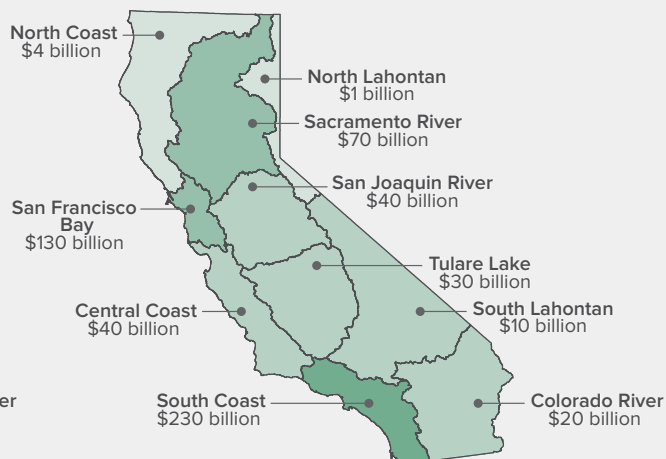 North Coast
$4 billion
North Lahontan
$1 billion
Sacramento River
$70 billion
San Joaquin River
$40 billion
San Francisco
Bay
$130 billion
Tulare Lake
$30 billion
Central Coast
$40 billion
South Lahontan
$10 billion
er
South Coast
$230 billion
Colorado River
$20 billion